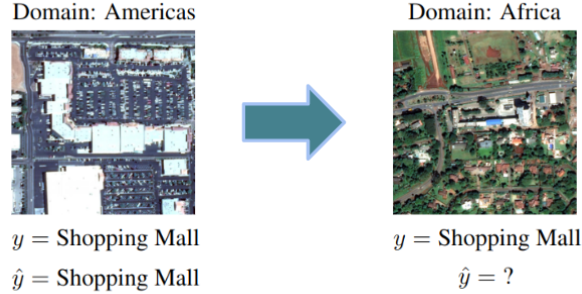 Domain: Americas
Domain: Africa
y = Shopping Mall
y = Shopping Mall
ŷ = Shopping Mall
ŷ = ?